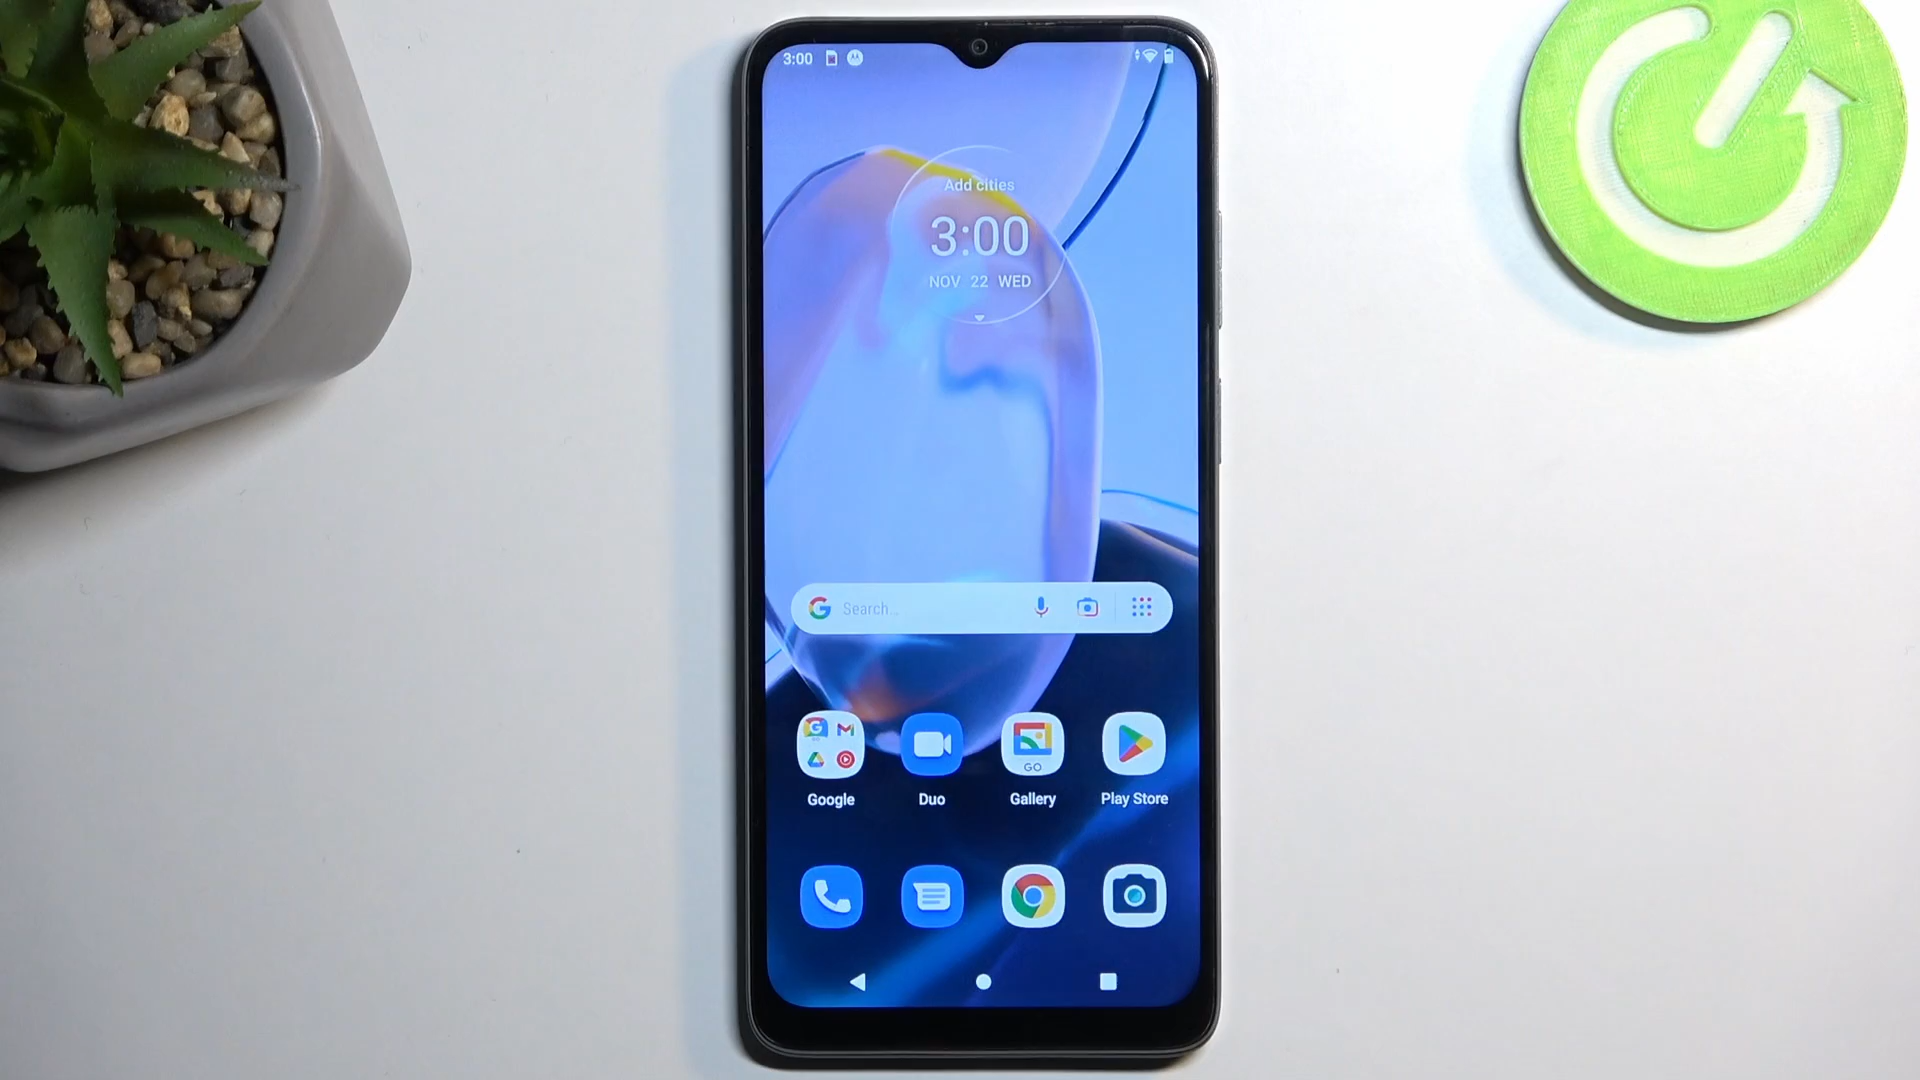 3:00
Add cities
3:00
NOV 22 WED
Search...
Google
Duo
GO
Gallery
Play Store